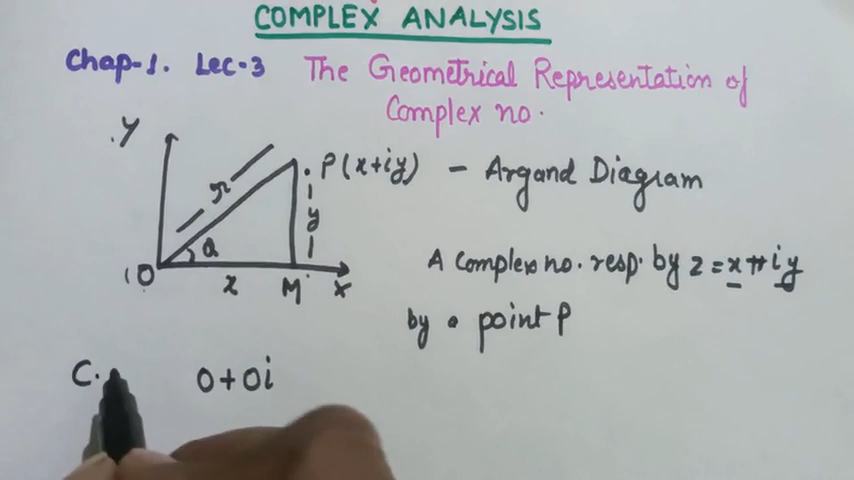 COMPLEX ANALYSIS
Chap-1. Lec-3 The Geometrical Representation of
Complex no.
y
r
P(x+iy) - Argand Diagram
y
Q
O x M x
A Complex no. resp. by z = x+iy
by a point P
C. 0+0i